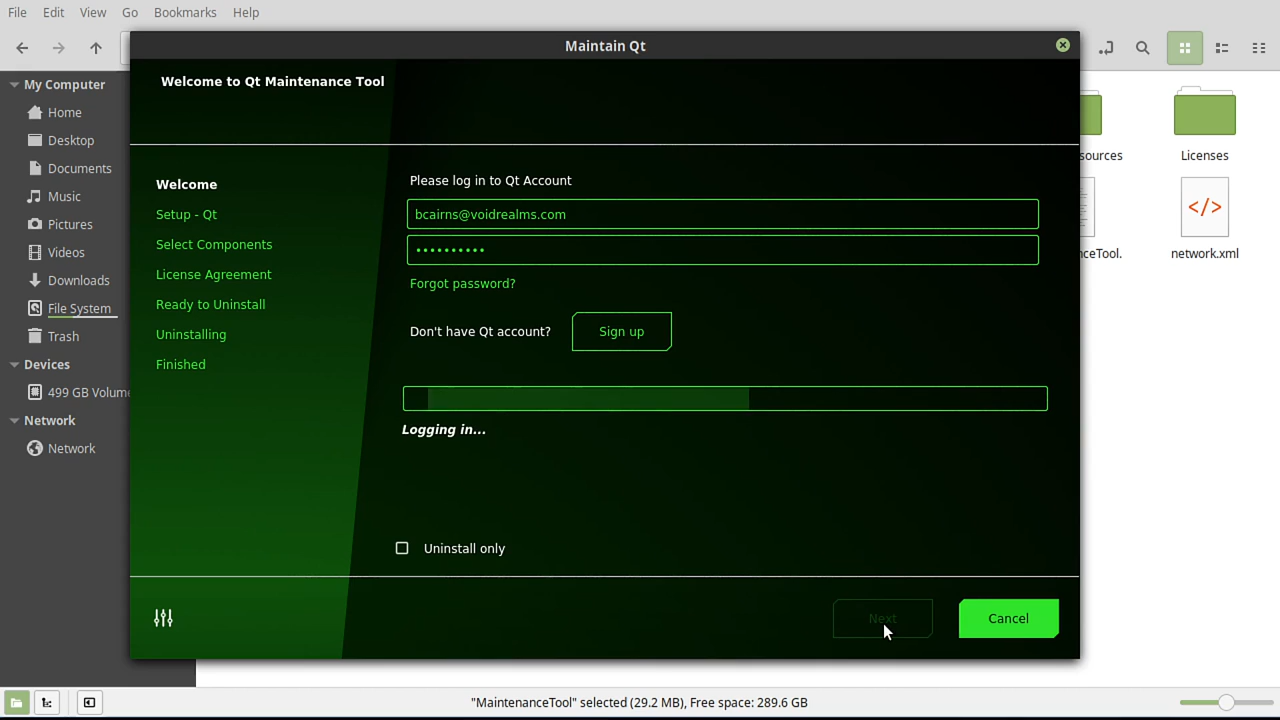 File Edit View Go Bookmarks Help
Maintain Qt
My Computer
Home
Desktop
Documents
Music
Pictures
Videos
Downloads
File System
Trash
Devices
499 GB Volume
Network
Network
Welcome to Qt Maintenance Tool
Welcome
Setup - Qt
Select Components
License Agreement
Ready to Uninstall
Uninstalling
Finished
Please log in to Qt Account
bcairns@voidrealms.com
••••••••••
Forgot password?
Don't have Qt account? Sign up
Logging in...
Uninstall only
Next Cancel
sources Licenses
</>
nceTool. network.xml
"MaintenanceTool" selected (29.2 MB), Free space: 289.6 GB